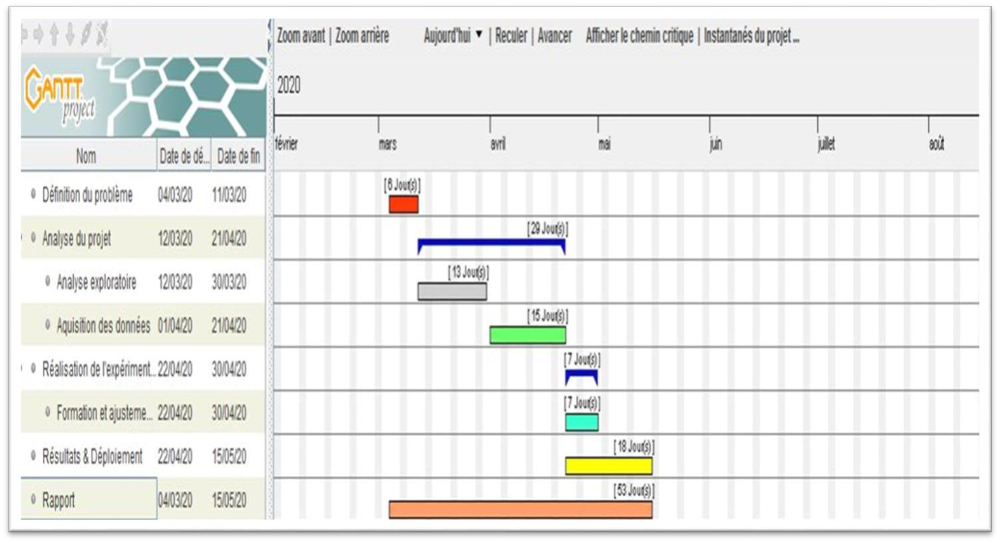 Zoom avant | Zoom arrière Aujourd'hui ▼ | Reculer | Avancer Afficher le chemin critique | Instantanés du projet ...
GANTT
project
2020
février mars avril mai juin juillet août
Nom Date de dé... Date de fin
[6 Jour(s)]
Définition du problème 04/03/20 11/03/20
[29 Jour(s)]
Analyse du projet 12/03/20 21/04/20
[13 Jour(s)]
Analyse exploratoire 12/03/20 30/03/20
[15 Jour(s)]
Aquisition des données 01/04/20 21/04/20
[7 Jour(s)]
Réalisation de l'expériment... 22/04/20 30/04/20
[7 Jour(s)]
Formation et ajusteme... 22/04/20 30/04/20
[18 Jour(s)]
Résultats & Déploiement 22/04/20 15/05/20
[53 Jour(s)]
Rapport 04/03/20 15/05/20